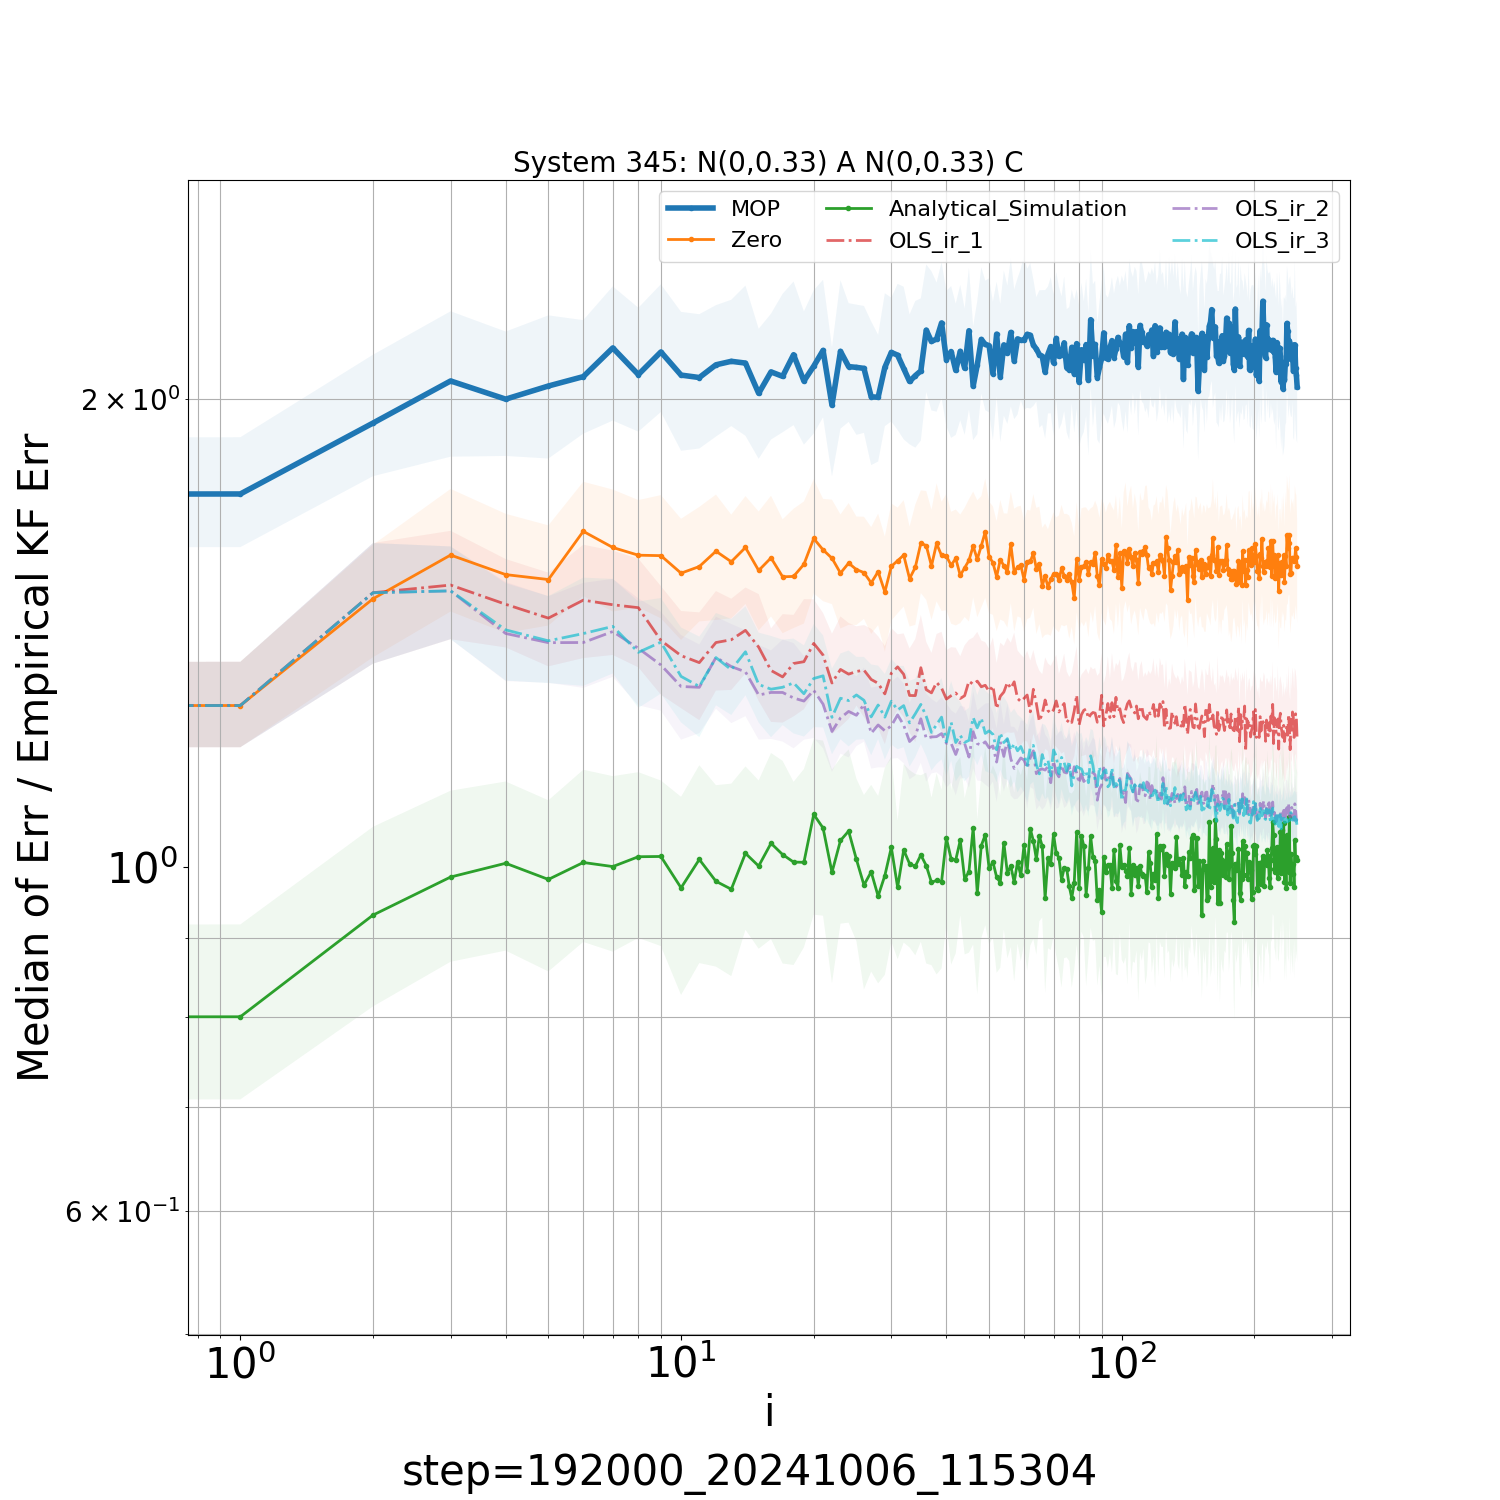 System 345: N(0,0.33) A N(0,0.33) C
MOP
Zero
Analytical_Simulation
OLS_ir_1
OLS_ir_2
OLS_ir_3
Median of Err / Empirical KF Err
2 × 10⁰
10⁰
6 × 10⁻¹
10⁰
10¹
10²
i
step=192000_20241006_115304